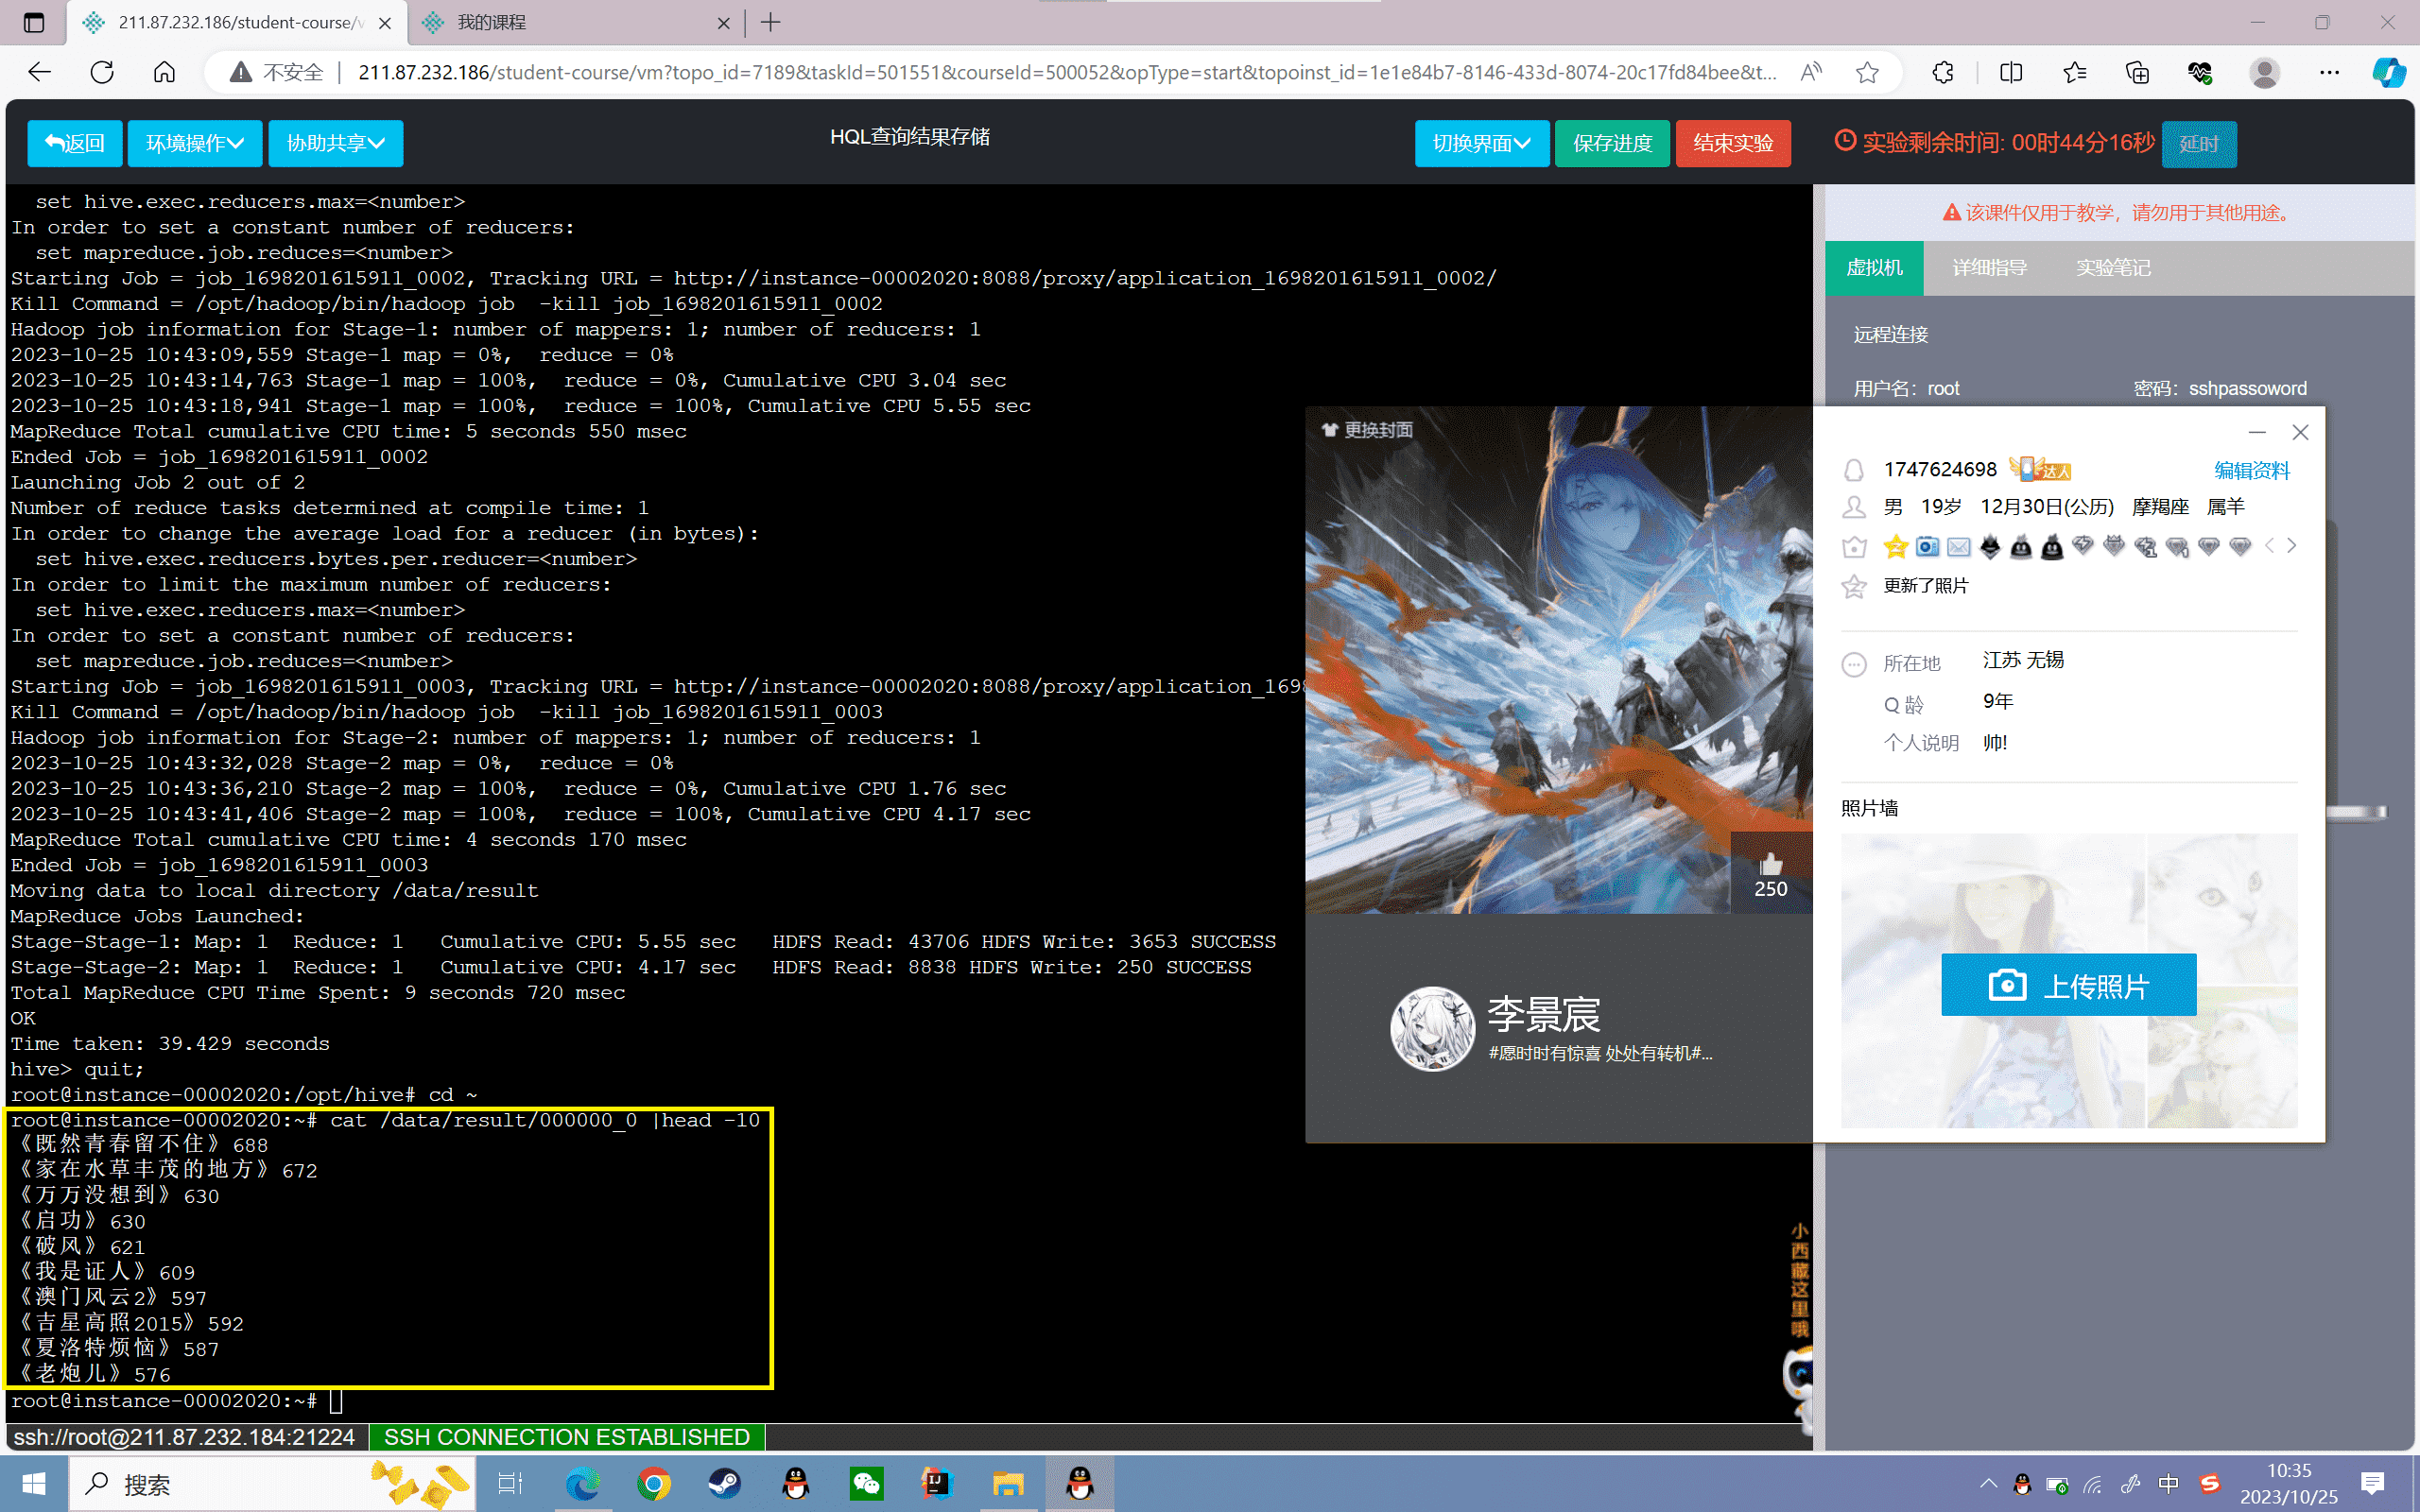 211.87.232.186/student-course/v
我的课程
不安全
211.87.232.186/student-course/vm?topo_id=7189&taskId=501551&courseId=500052&opType=start&topoinst_id=1e1e84b7-8146-433d-8074-20c17fd84bee&t...
返回 环境操作 协助共享
HQL查询结果存储
切换界面 保存进度 结束实验
实验剩余时间: 00时44分16秒 延时
set hive.exec.reducers.max=<number>
In order to set a constant number of reducers:
set mapreduce.job.reduces=<number>
Starting Job = job_1698201615911_0002, Tracking URL = http://instance-00002020:8088/proxy/application_1698201615911_0002/
Kill Command = /opt/hadoop/bin/hadoop job  -kill job_1698201615911_0002
Hadoop job information for Stage-1: number of mappers: 1; number of reducers: 1
2023-10-25 10:43:09,559 Stage-1 map = 0%,  reduce = 0%
2023-10-25 10:43:14,763 Stage-1 map = 100%,  reduce = 0%, Cumulative CPU 3.04 sec
2023-10-25 10:43:18,941 Stage-1 map = 100%,  reduce = 100%, Cumulative CPU 5.55 sec
MapReduce Total cumulative CPU time: 5 seconds 550 msec
Ended Job = job_1698201615911_0002
Launching Job 2 out of 2
Number of reduce tasks determined at compile time: 1
In order to change the average load for a reducer (in bytes):
set hive.exec.reducers.bytes.per.reducer=<number>
In order to limit the maximum number of reducers:
set hive.exec.reducers.max=<number>
In order to set a constant number of reducers:
set mapreduce.job.reduces=<number>
Starting Job = job_1698201615911_0003, Tracking URL = http://instance-00002020:8088/proxy/application_169
Kill Command = /opt/hadoop/bin/hadoop job  -kill job_1698201615911_0003
Hadoop job information for Stage-2: number of mappers: 1; number of reducers: 1
2023-10-25 10:43:32,028 Stage-2 map = 0%,  reduce = 0%
2023-10-25 10:43:36,210 Stage-2 map = 100%,  reduce = 0%, Cumulative CPU 1.76 sec
2023-10-25 10:43:41,406 Stage-2 map = 100%,  reduce = 100%, Cumulative CPU 4.17 sec
MapReduce Total cumulative CPU time: 4 seconds 170 msec
Ended Job = job_1698201615911_0003
Moving data to local directory /data/result
MapReduce Jobs Launched:
Stage-Stage-1: Map: 1  Reduce: 1   Cumulative CPU: 5.55 sec   HDFS Read: 43706 HDFS Write: 3653 SUCCESS
Stage-Stage-2: Map: 1  Reduce: 1   Cumulative CPU: 4.17 sec   HDFS Read: 8838 HDFS Write: 250 SUCCESS
Total MapReduce CPU Time Spent: 9 seconds 720 msec
OK
Time taken: 39.429 seconds
hive> quit;
root@instance-00002020:/opt/hive# cd ~
root@instance-00002020:~# cat /data/result/000000_0 |head -10
《既然青春留不住》688
《家在水草丰茂的地方》672
《万万没想到》630
《启功》630
《破风》621
《我是证人》609
《澳门风云2》597
《吉星高照2015》592
《夏洛特烦恼》587
《老炮儿》576
root@instance-00002020:~#
ssh://root@211.87.232.184:21224 SSH CONNECTION ESTABLISHED
该课件仅用于教学，请勿用于其他用途。
虚拟机 详细指导 实验笔记
远程连接
用户名：root 密码：sshpassoword
更换封面
250
李景宸
#愿时时有惊喜 处处有转机#...
1747624698 达人 编辑资料
男 19岁 12月30日(公历) 摩羯座 属羊
更新了照片
所在地 江苏 无锡
Q 龄 9年
个人说明 帅!
照片墙
上传照片
小西藏这里哦
搜索
中
10:35
2023/10/25